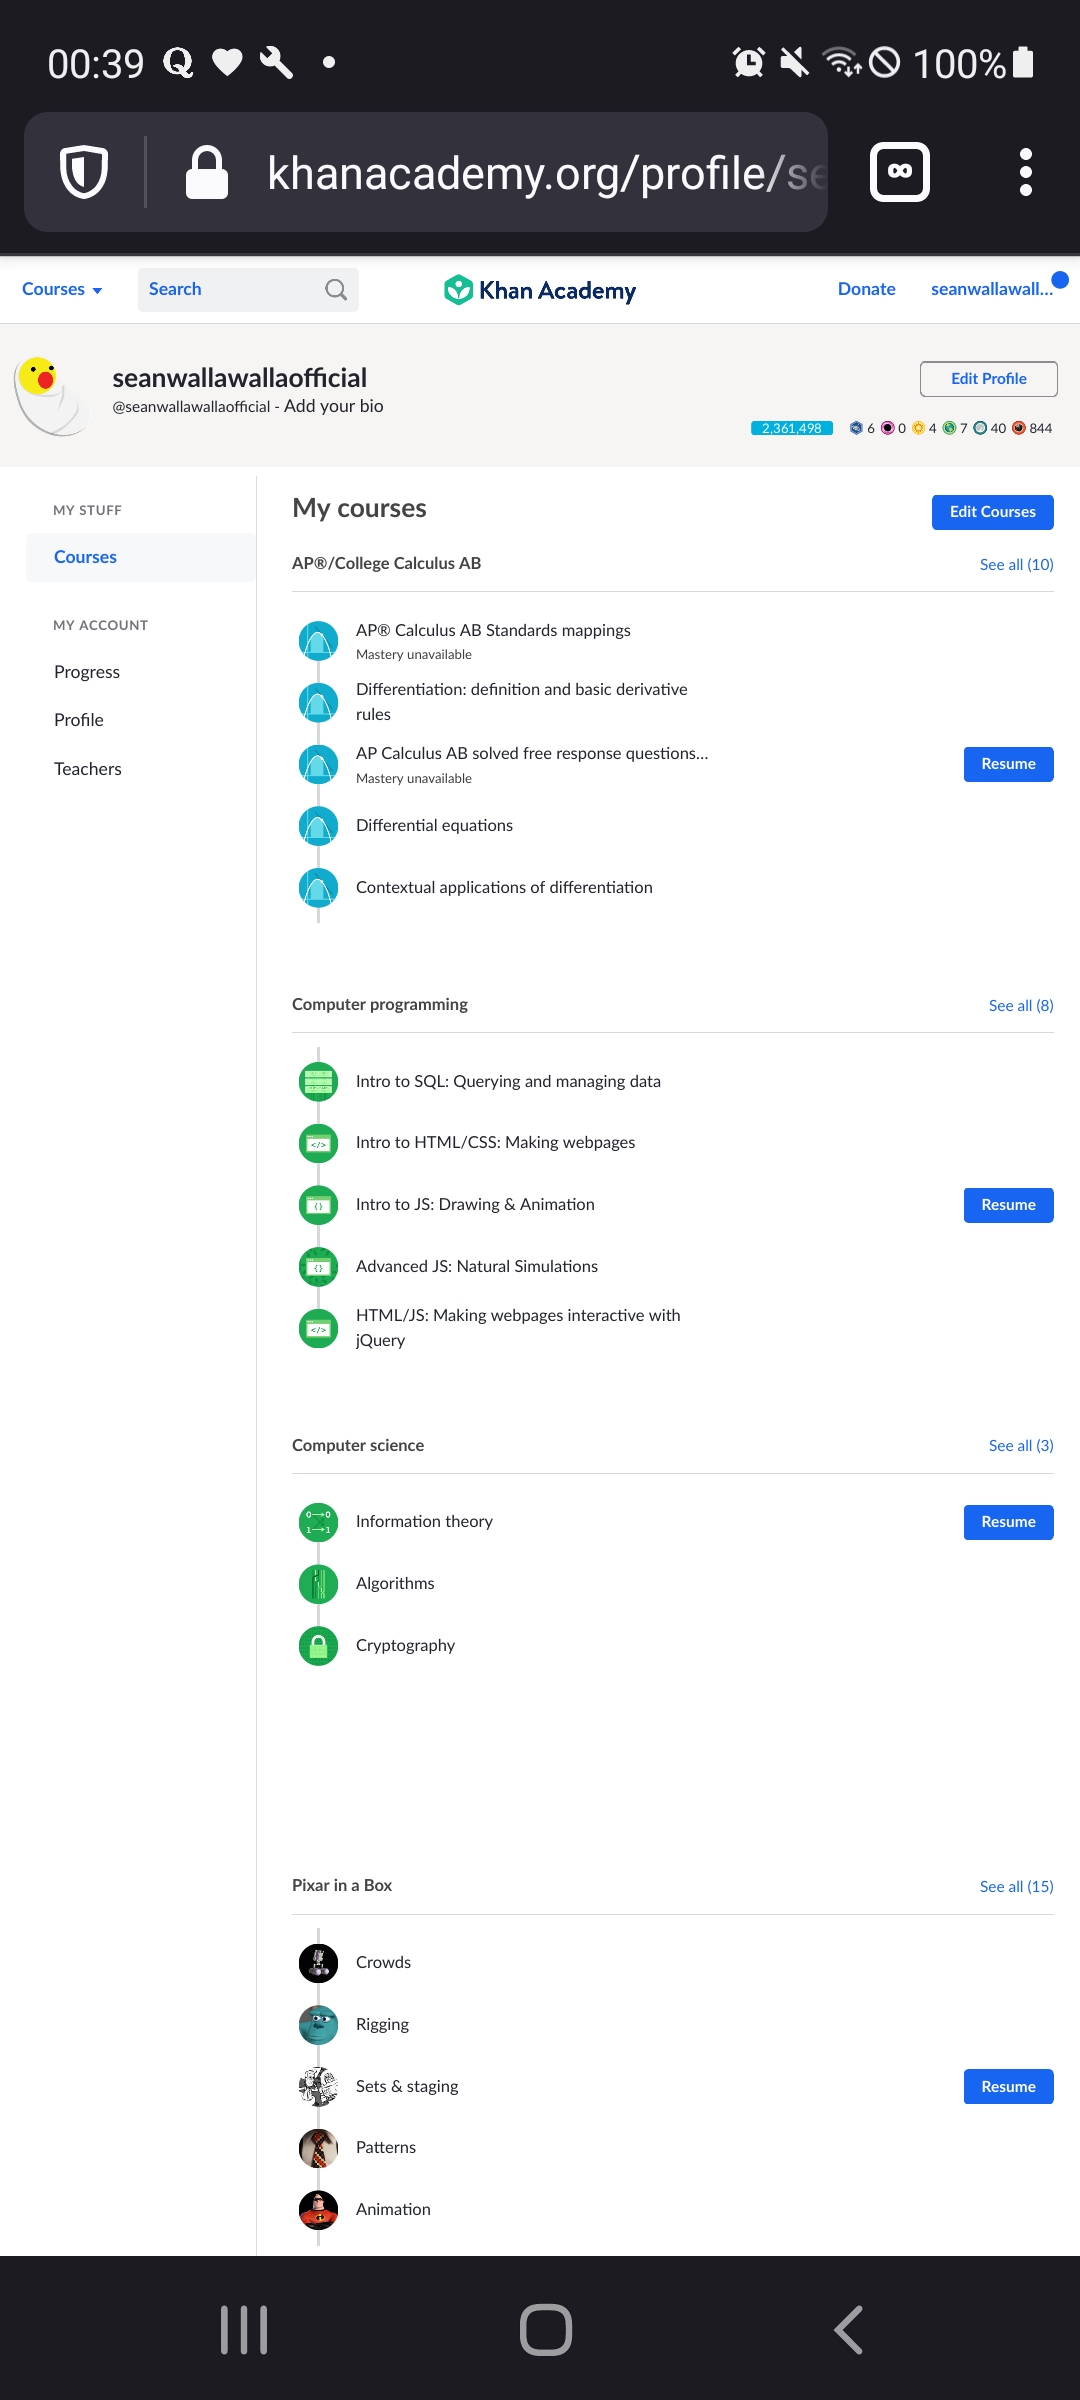 00:39
100%
khanacademy.org/profile/se
Courses
Search
Khan Academy
Donate
seanwallawall...
seanwallawallaofficial
@seanwallawallaofficial - Add your bio
Edit Profile
2,361,498 6 0 4 7 40 844
MY STUFF
Courses
MY ACCOUNT
Progress
Profile
Teachers
My courses
Edit Courses
AP®/College Calculus AB
See all (10)
AP® Calculus AB Standards mappings
Mastery unavailable
Differentiation: definition and basic derivative
rules
AP Calculus AB solved free response questions...
Mastery unavailable
Resume
Differential equations
Contextual applications of differentiation
Computer programming
See all (8)
Intro to SQL: Querying and managing data
Intro to HTML/CSS: Making webpages
Intro to JS: Drawing & Animation
Resume
Advanced JS: Natural Simulations
HTML/JS: Making webpages interactive with
jQuery
Computer science
See all (3)
Information theory
Resume
Algorithms
Cryptography
Pixar in a Box
See all (15)
Crowds
Rigging
Sets & staging
Resume
Patterns
Animation